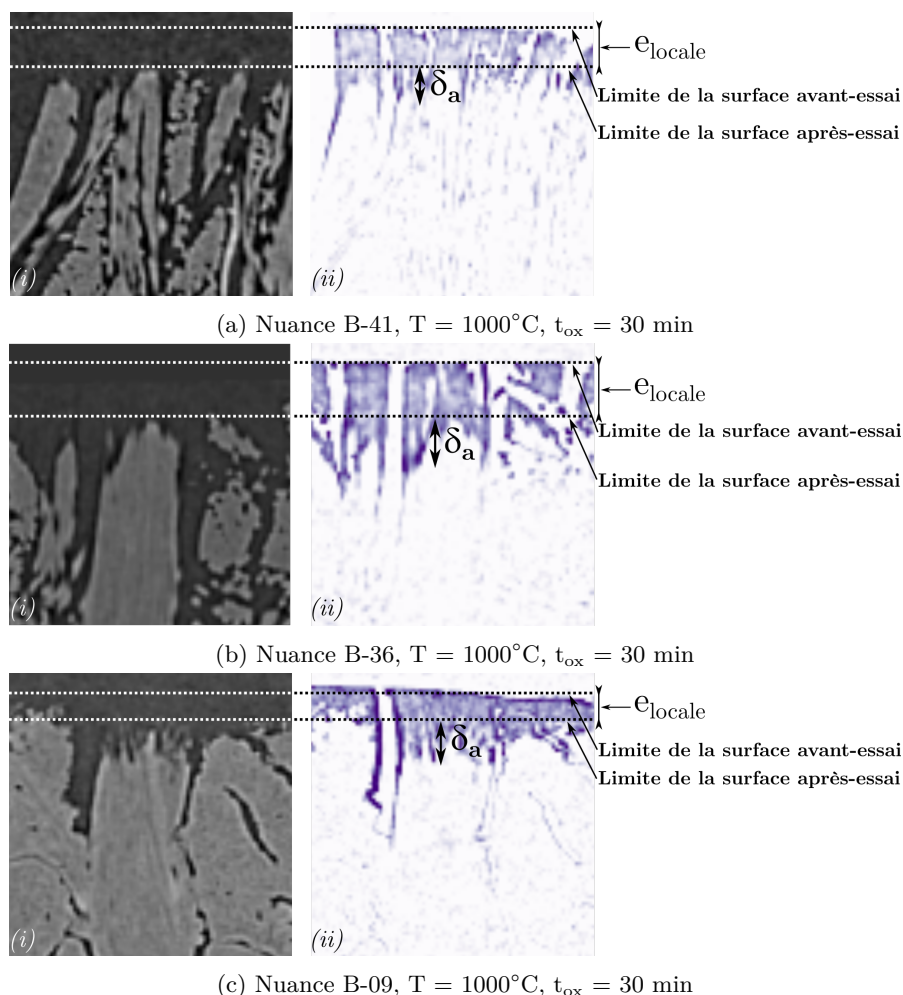 e_locale
δ_a
Limite de la surface avant-essai
Limite de la surface après-essai
(i) (ii)
(a) Nuance B-41, T = 1000°C, t_ox = 30 min
e_locale
δ_a
Limite de la surface avant-essai
Limite de la surface après-essai
(i) (ii)
(b) Nuance B-36, T = 1000°C, t_ox = 30 min
e_locale
δ_a
Limite de la surface avant-essai
Limite de la surface après-essai
(i) (ii)
(c) Nuance B-09, T = 1000°C, t_ox = 30 min